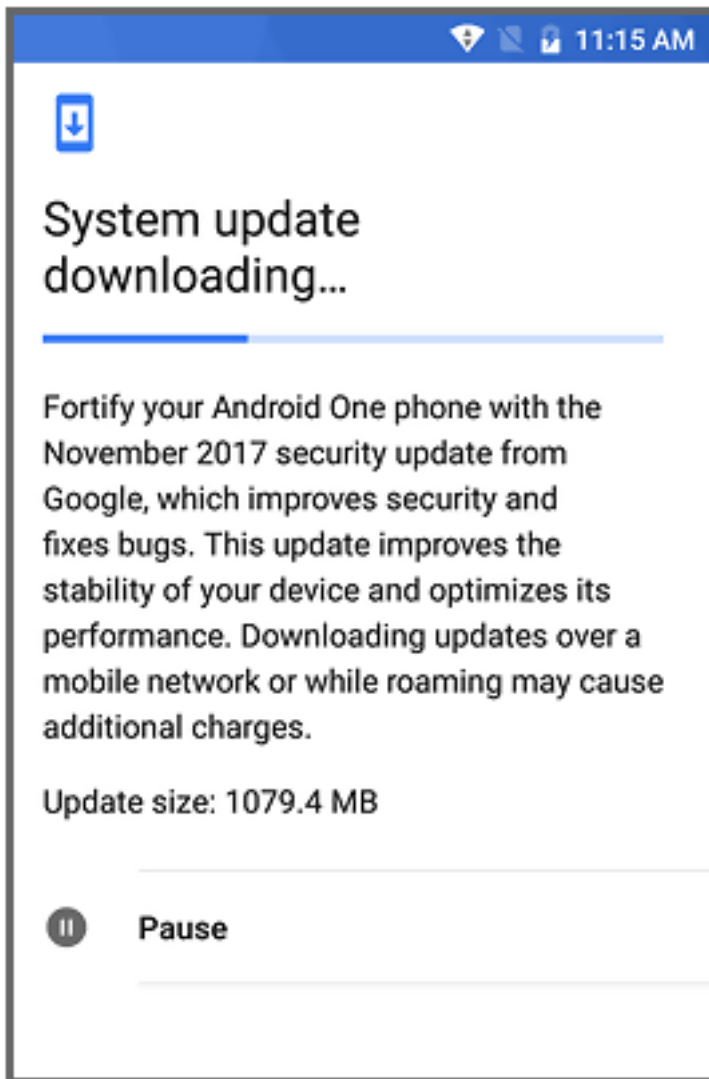 11:15 AM
System update
downloading...
Fortify your Android One phone with the
November 2017 security update from
Google, which improves security and
fixes bugs. This update improves the
stability of your device and optimizes its
performance. Downloading updates over a
mobile network or while roaming may cause
additional charges.
Update size: 1079.4 MB
Pause